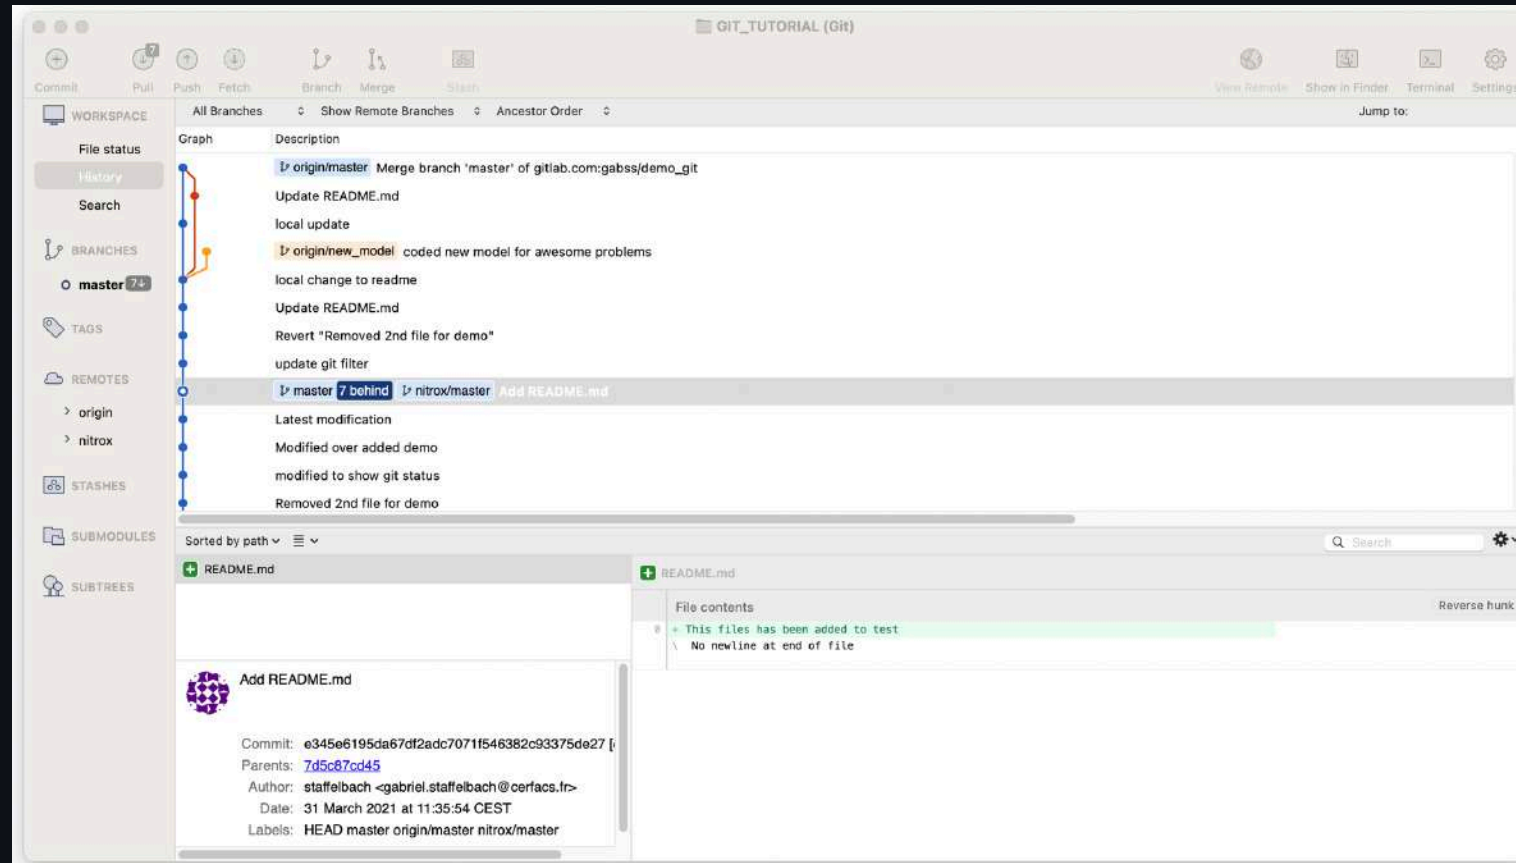 GIT_TUTORIAL (Git)
7
Commit Pull Push Fetch Branch Merge Stash View Remote Show in Finder Terminal Settings
WORKSPACE
File status
History
Search
BRANCHES
master 7↓
TAGS
REMOTES
origin
nitrox
STASHES
SUBMODULES
SUBTREES
All Branches Show Remote Branches Ancestor Order Jump to:
Graph Description
origin/master Merge branch 'master' of gitlab.com:gabss/demo_git
Update README.md
local update
origin/new_model coded new model for awesome problems
local change to readme
Update README.md
Revert "Removed 2nd file for demo"
update git filter
master 7 behind nitrox/master Add README.md
Latest modification
Modified over added demo
modified to show git status
Removed 2nd file for demo
Sorted by path Search
README.md
README.md
File contents Reverse hunk
+ This files has been added to test
\ No newline at end of file
Add README.md
Commit: e345e6195da67df2adc7071f546382c93375de27 [
Parents: 7d5c87cd45
Author: staffelbach <gabriel.staffelbach@cerfacs.fr>
Date: 31 March 2021 at 11:35:54 CEST
Labels: HEAD master origin/master nitrox/master